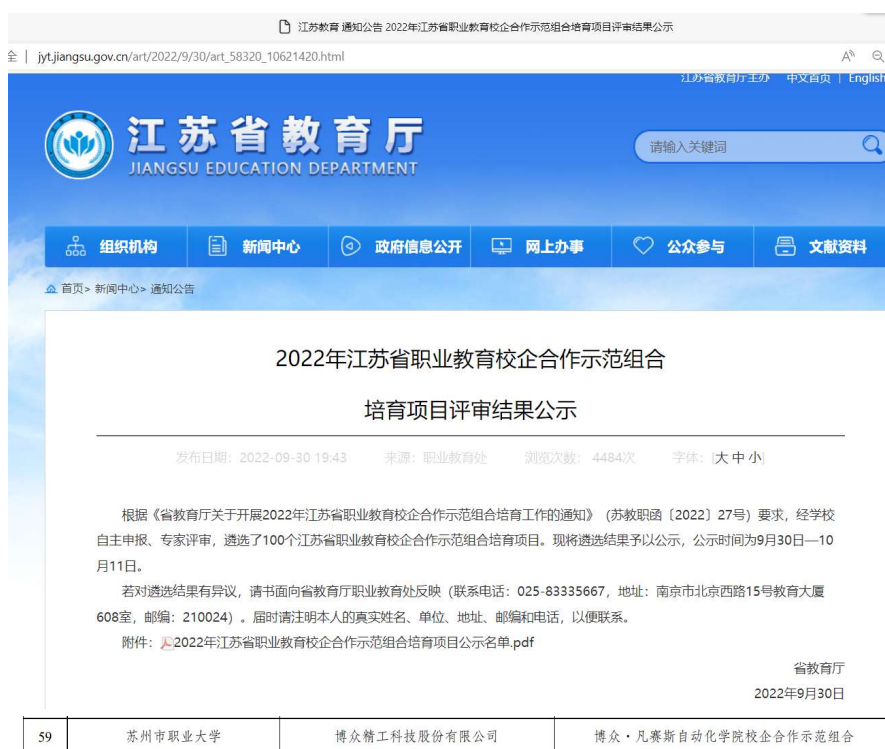 江苏教育 通知公告 2022年江苏省职业教育校企合作示范组合培育项目评审结果公示
全 | jyt.jiangsu.gov.cn/art/2022/9/30/art_58320_10621420.html
江苏省教育厅主办 中文首页 | English
江苏省教育厅
JIANGSU EDUCATION DEPARTMENT
请输入关键词
组织机构 新闻中心 政府信息公开 网上办事 公众参与 文献资料
首页> 新闻中心> 通知公告
2022年江苏省职业教育校企合作示范组合
培育项目评审结果公示
发布日期：2022-09-30 19:43 来源：职业教育处 浏览次数：4484次 字体：[大 中 小]
根据《省教育厅关于开展2022年江苏省职业教育校企合作示范组合培育工作的通知》（苏教职函〔2022〕27号）要求，经学校
自主申报、专家评审，遴选了100个江苏省职业教育校企合作示范组合培育项目。现将遴选结果予以公示，公示时间为9月30日—10
月11日。
若对遴选结果有异议，请书面向省教育厅职业教育处反映（联系电话：025-83335667，地址：南京市北京西路15号教育大厦
608室，邮编：210024）。届时请注明本人的真实姓名、单位、地址、邮编和电话，以便联系。
附件：2022年江苏省职业教育校企合作示范组合培育项目公示名单.pdf
省教育厅
2022年9月30日
59 苏州市职业大学 博众精工科技股份有限公司 博众・凡赛斯自动化学院校企合作示范组合